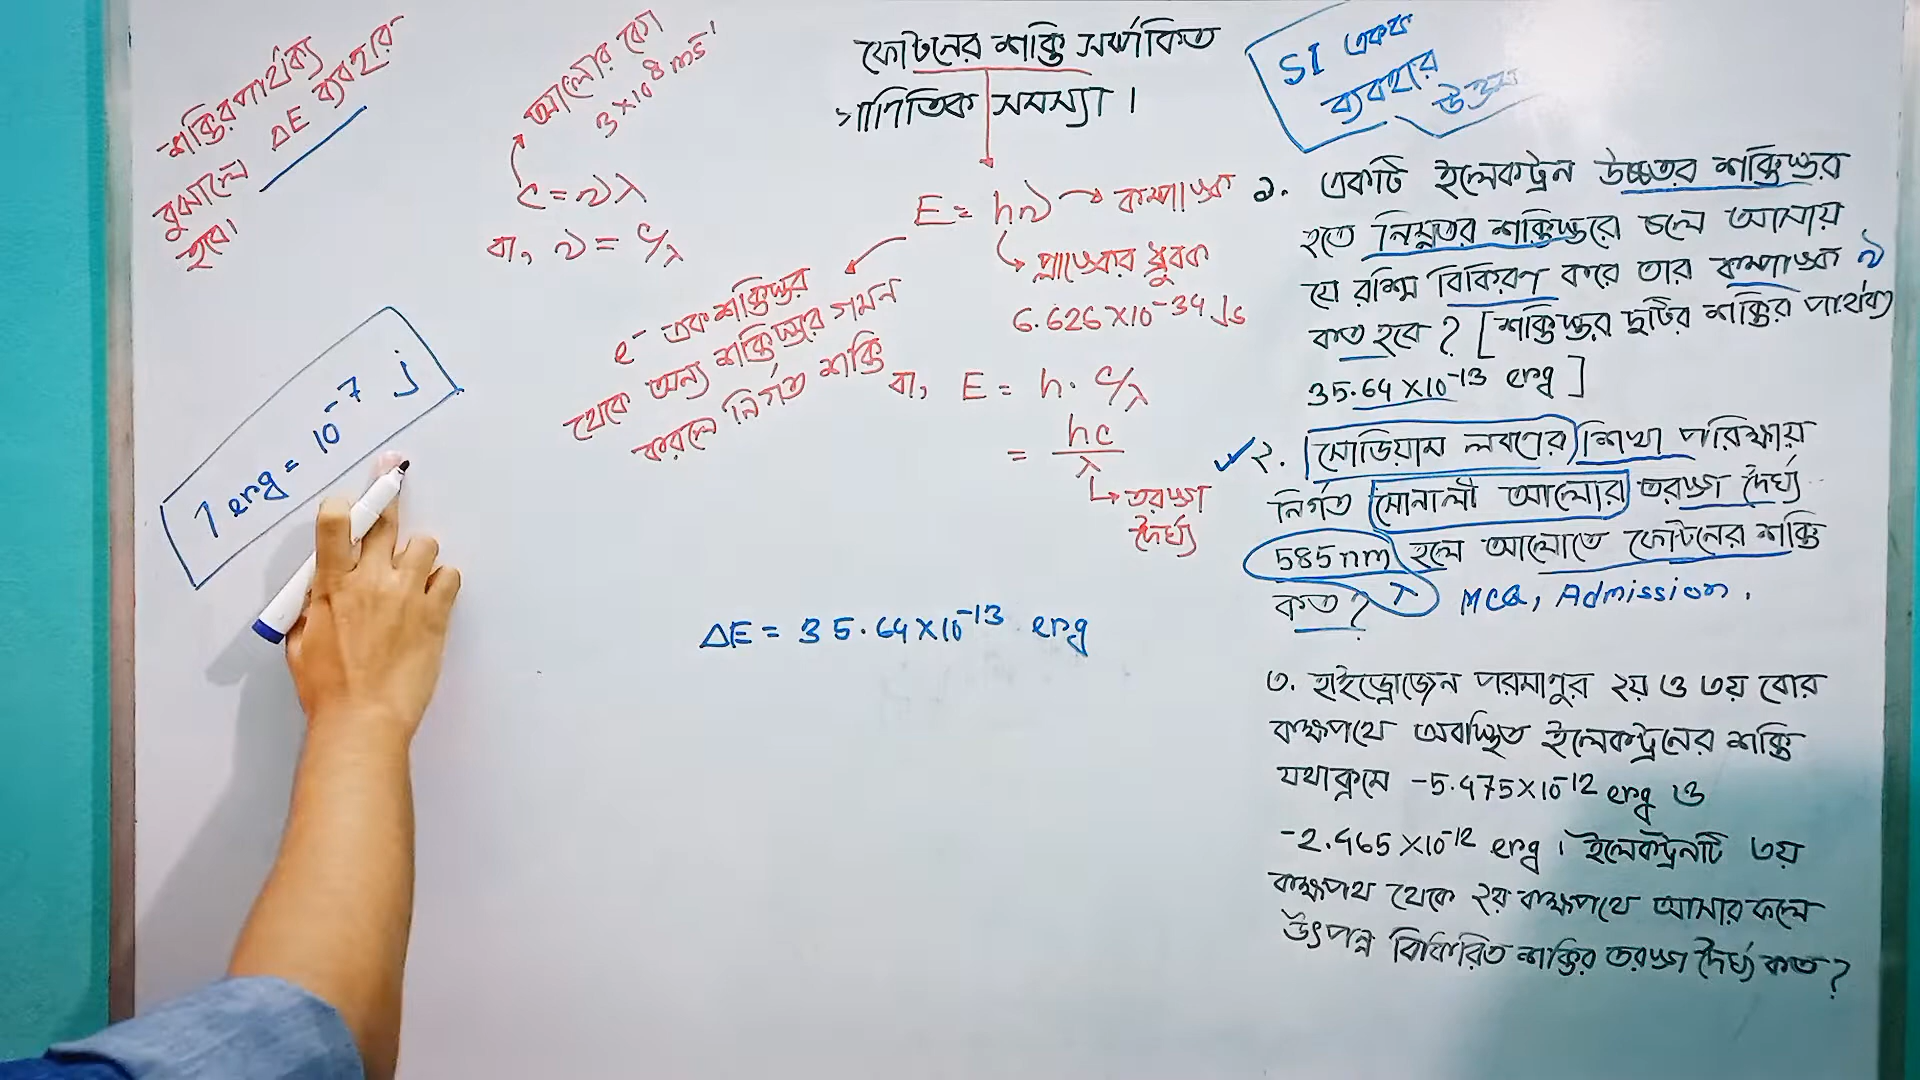 শক্তির পার্থক্য
বুঝালে ΔE ব্যবহার
হবে।
আলোর বেগ
3×10⁸ ms⁻¹
c = υλ
বা, υ = c/λ
ফোটনের শক্তি সম্পর্কিত
গাণিতিক সমস্যা।
E = hυ → কম্পাঙ্ক
প্লাঙ্কের ধ্রুবক
6.626×10⁻³⁴ Js
e⁻ এক শক্তিস্তর
থেকে অন্য শক্তিস্তরে গমন
করলে নির্গত শক্তি
বা, E = h. c/λ
= hc/λ
তরঙ্গ
দৈর্ঘ্য
1 erg = 10⁻⁷ j
ΔE = 35.64×10⁻¹³ erg
SI একক
ব্যবহার
উত্তম
১. একটি ইলেকট্রন উচ্চতর শক্তিস্তর
হতে নিম্নতর শক্তিস্তরে চলে আসায়
যে রশ্মি বিকিরণ করে তার কম্পাঙ্ক υ
কত হবে? [শক্তিস্তর দুটির শক্তির পার্থক্য
35.64×10⁻¹³ erg]
২. সোডিয়াম লবণের শিখা পরিক্ষায়
নির্গত সোনালী আলোর তরঙ্গ দৈর্ঘ্য
585nm হলে আলোতে ফোটনের শক্তি
কত? λ MCQ, Admission.
৩. হাইড্রোজেন পরমাণুর ২য় ও ৩য় বোর
কক্ষপথে অবস্থিত ইলেকট্রনের শক্তি
যথাক্রমে -5.475×10⁻¹² erg ও
-2.465×10⁻¹² erg। ইলেকট্রনটি ৩য়
কক্ষপথ থেকে ২য় কক্ষপথে আসার ফলে
উৎপন্ন বিকিরিত শক্তির তরঙ্গ দৈর্ঘ্য কত?